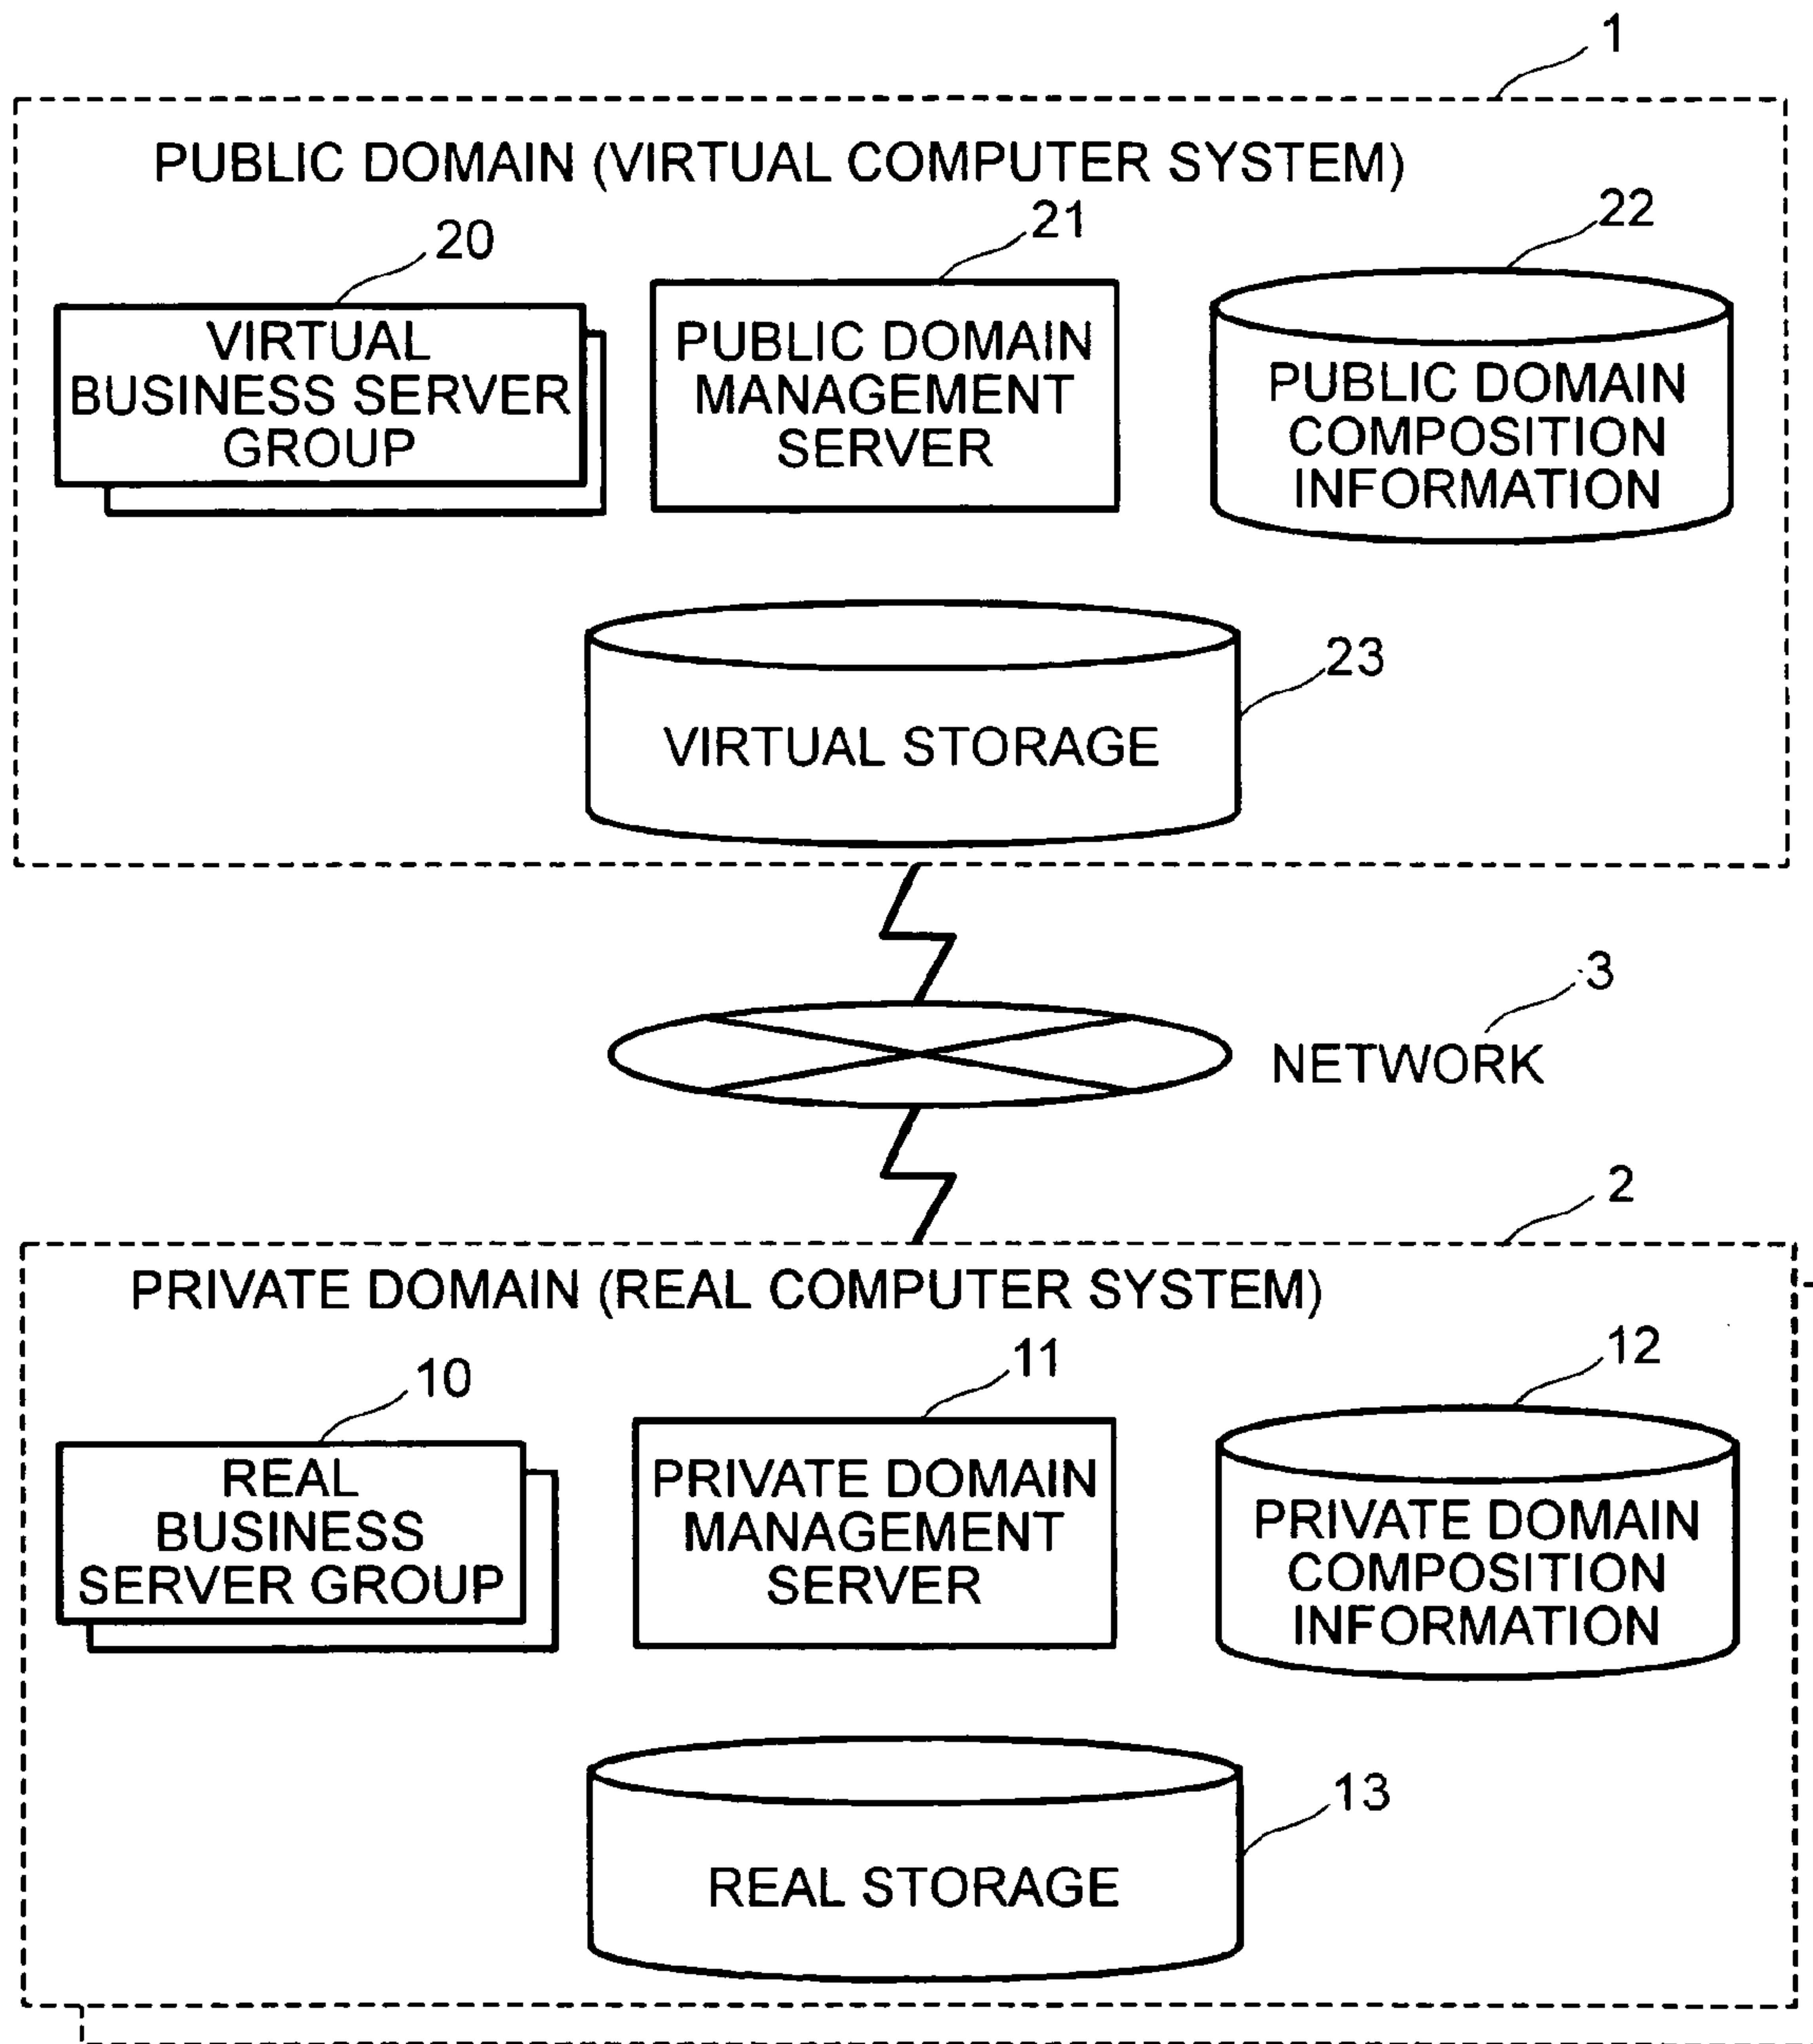 1
PUBLIC DOMAIN (VIRTUAL COMPUTER SYSTEM)
20
21
22
VIRTUAL
BUSINESS SERVER
GROUP
PUBLIC DOMAIN
MANAGEMENT
SERVER
PUBLIC DOMAIN
COMPOSITION
INFORMATION
23
VIRTUAL STORAGE
3
NETWORK
2
PRIVATE DOMAIN (REAL COMPUTER SYSTEM)
10
11
12
REAL
BUSINESS
SERVER GROUP
PRIVATE DOMAIN
MANAGEMENT
SERVER
PRIVATE DOMAIN
COMPOSITION
INFORMATION
13
REAL STORAGE